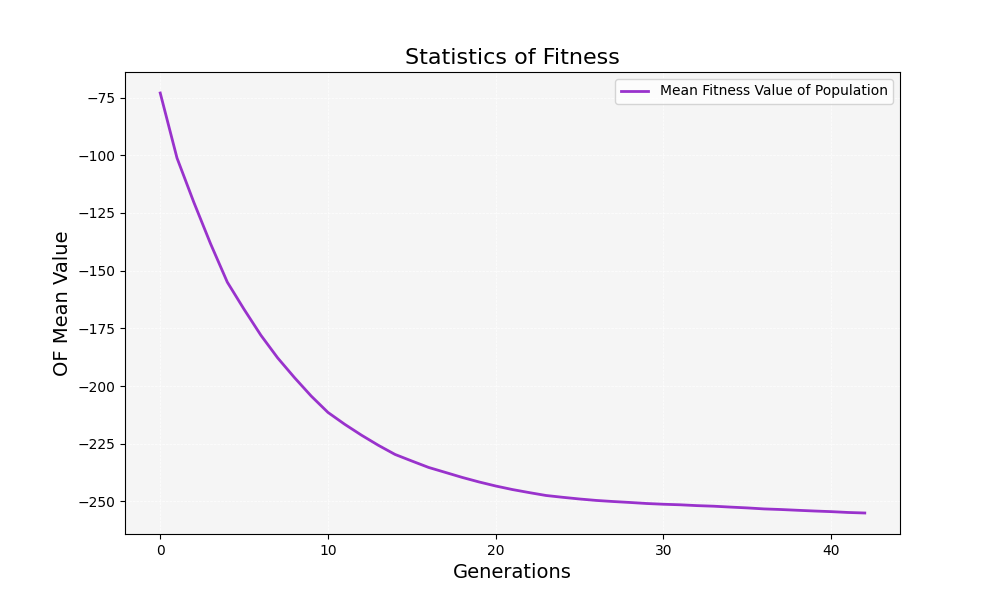 Statistics of Fitness
Mean Fitness Value of Population
OF Mean Value
−75
−100
−125
−150
−175
−200
−225
−250
0 10 20 30 40
Generations